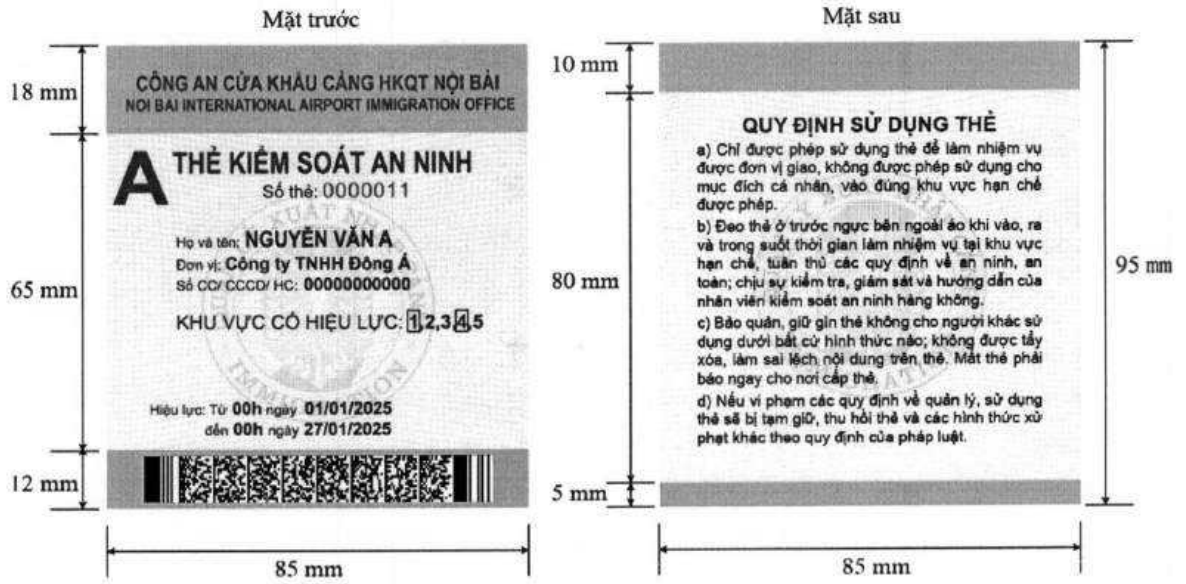 Mặt trước
18 mm
65 mm
12 mm
CÔNG AN CỬA KHẨU CẢNG HKQT NỘI BÀI
NOI BAI INTERNATIONAL AIRPORT IMMIGRATION OFFICE
A
THẺ KIỂM SOÁT AN NINH
Số thẻ: 0000011
Họ và tên: NGUYỄN VĂN A
Đơn vị: Công ty TNHH Đông Á
Số CC/ CCCD/ HC: 00000000000
KHU VỰC CÓ HIỆU LỰC: 1,2,3,4,5
Hiệu lực: Từ 00h ngày 01/01/2025
đến 00h ngày 27/01/2025
85 mm
Mặt sau
10 mm
80 mm
5 mm
QUY ĐỊNH SỬ DỤNG THẺ
a) Chỉ được phép sử dụng thẻ để làm nhiệm vụ
được đơn vị giao, không được phép sử dụng cho
mục đích cá nhân, vào đúng khu vực hạn chế
được phép.
b) Đeo thẻ ở trước ngực bên ngoài áo khi vào, ra
và trong suốt thời gian làm nhiệm vụ tại khu vực
hạn chế, tuân thủ các quy định về an ninh, an
toàn; chịu sự kiểm tra, giám sát và hướng dẫn của
nhân viên kiểm soát an ninh hàng không.
c) Bảo quản, giữ gìn thẻ không cho người khác sử
dụng dưới bất cứ hình thức nào; không được tẩy
xóa, làm sai lệch nội dung trên thẻ. Mất thẻ phải
báo ngay cho nơi cấp thẻ.
d) Nếu vi phạm các quy định về quản lý, sử dụng
thẻ sẽ bị tạm giữ, thu hồi thẻ và các hình thức xử
phạt khác theo quy định của pháp luật.
95 mm
85 mm